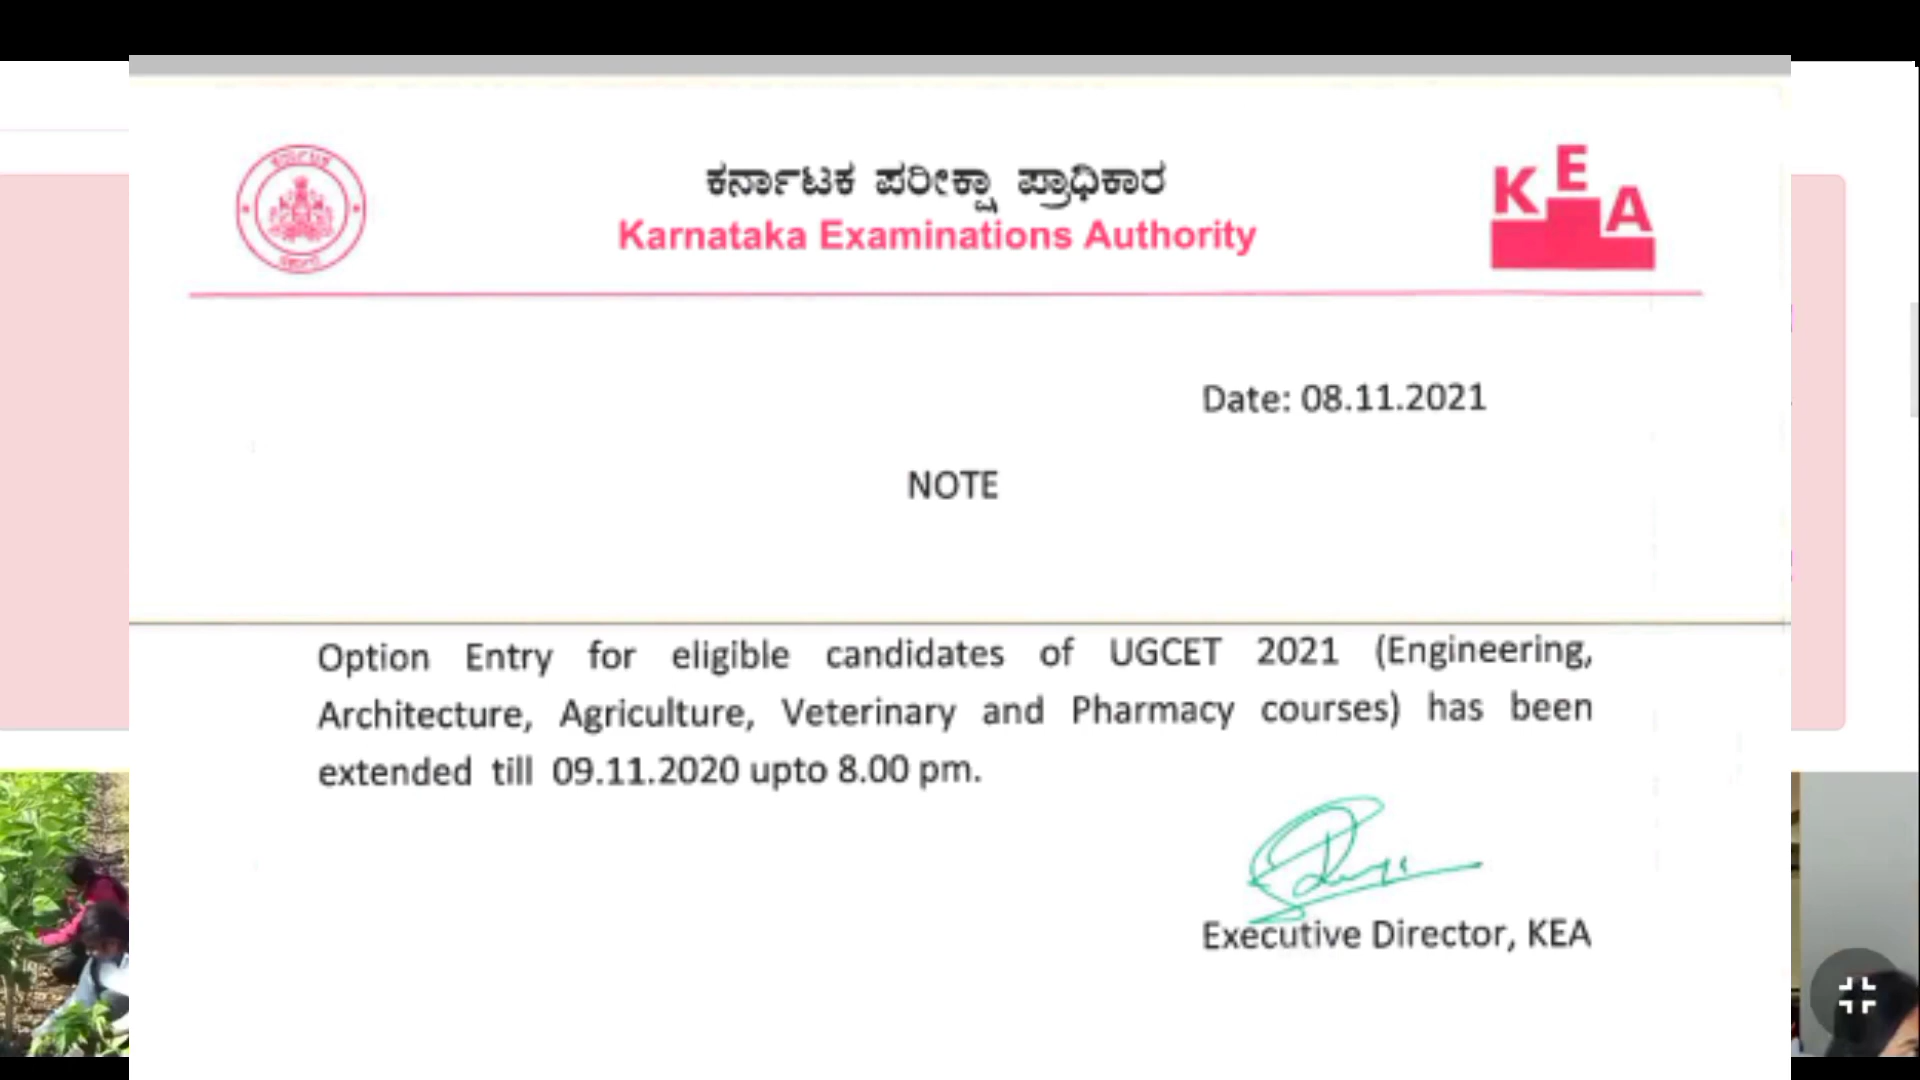 ಕರ್ನಾಟಕ ಪರೀಕ್ಷಾ ಪ್ರಾಧಿಕಾರ
Karnataka Examinations Authority
KEA
Date: 08.11.2021
NOTE
Option Entry for eligible candidates of UGCET 2021 (Engineering,
Architecture, Agriculture, Veterinary and Pharmacy courses) has been
extended till 09.11.2020 upto 8.00 pm.
Executive Director, KEA